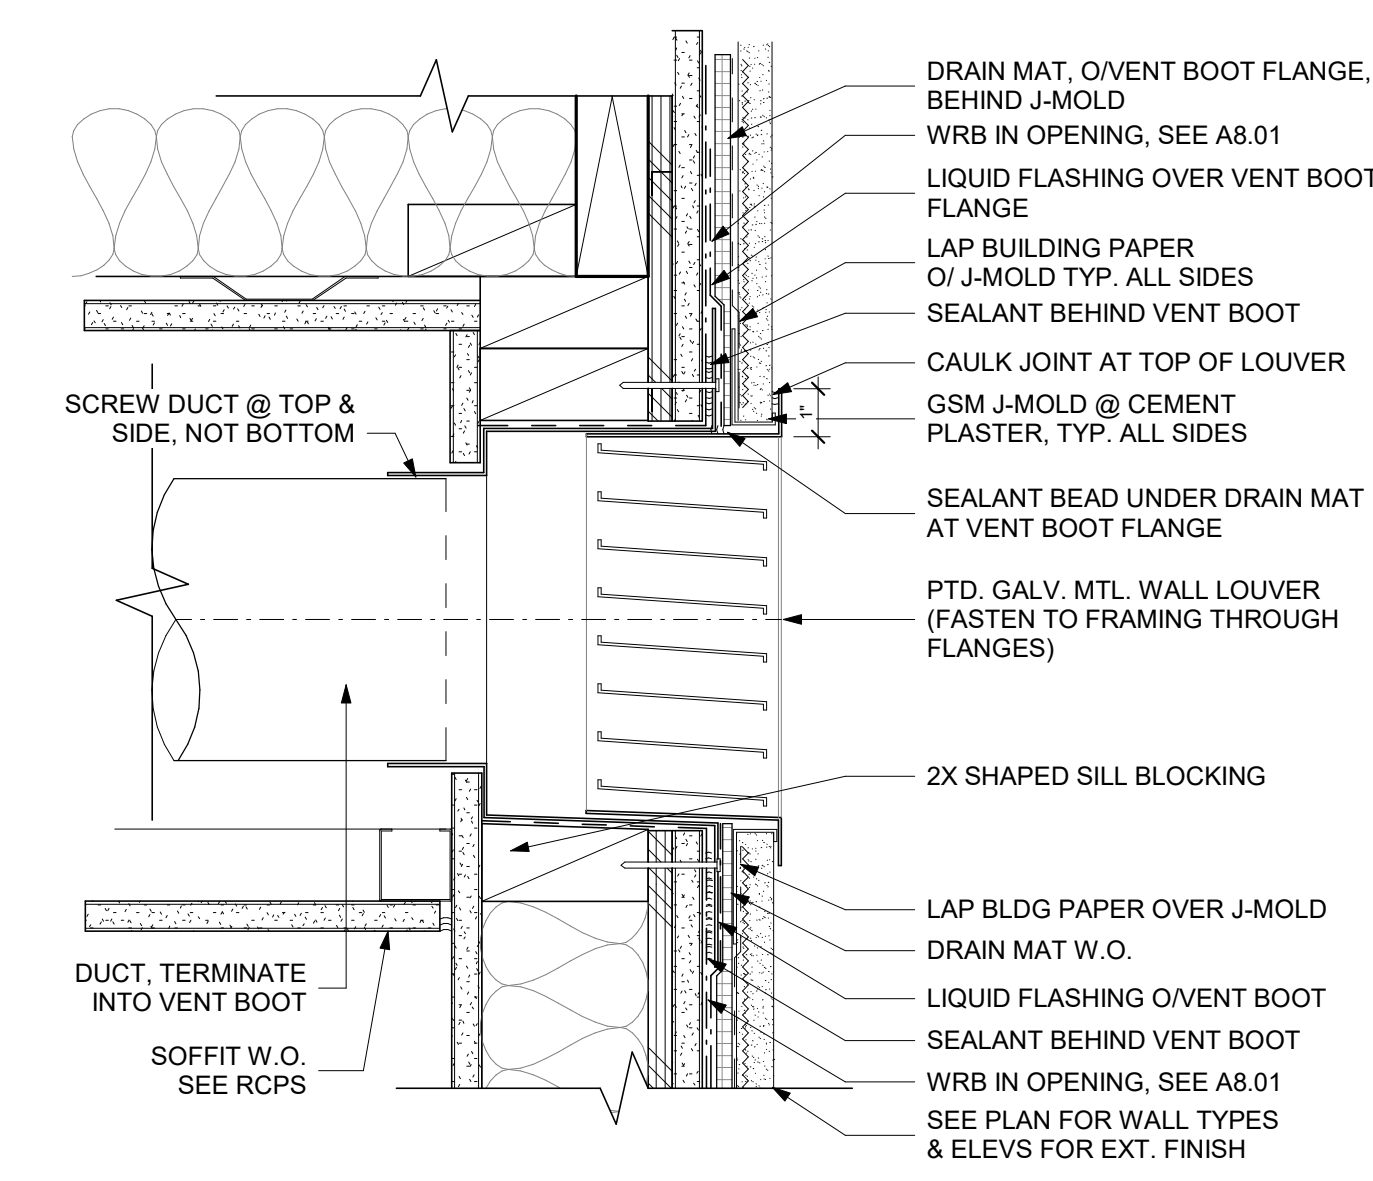 DRAIN MAT, O/VENT BOOT FLANGE,
BEHIND J-MOLD
WRB IN OPENING, SEE A8.01
LIQUID FLASHING OVER VENT BOOT
FLANGE
LAP BUILDING PAPER
O/ J-MOLD TYP. ALL SIDES
SEALANT BEHIND VENT BOOT
CAULK JOINT AT TOP OF LOUVER
1"
GSM J-MOLD @ CEMENT
PLASTER, TYP. ALL SIDES
SCREW DUCT @ TOP &
SIDE, NOT BOTTOM
SEALANT BEAD UNDER DRAIN MAT
AT VENT BOOT FLANGE
PTD. GALV. MTL. WALL LOUVER
(FASTEN TO FRAMING THROUGH
FLANGES)
2X SHAPED SILL BLOCKING
LAP BLDG PAPER OVER J-MOLD
DRAIN MAT W.O.
DUCT, TERMINATE
INTO VENT BOOT
LIQUID FLASHING O/VENT BOOT
SEALANT BEHIND VENT BOOT
SOFFIT W.O.
SEE RCPS
WRB IN OPENING, SEE A8.01
SEE PLAN FOR WALL TYPES
& ELEVS FOR EXT. FINISH